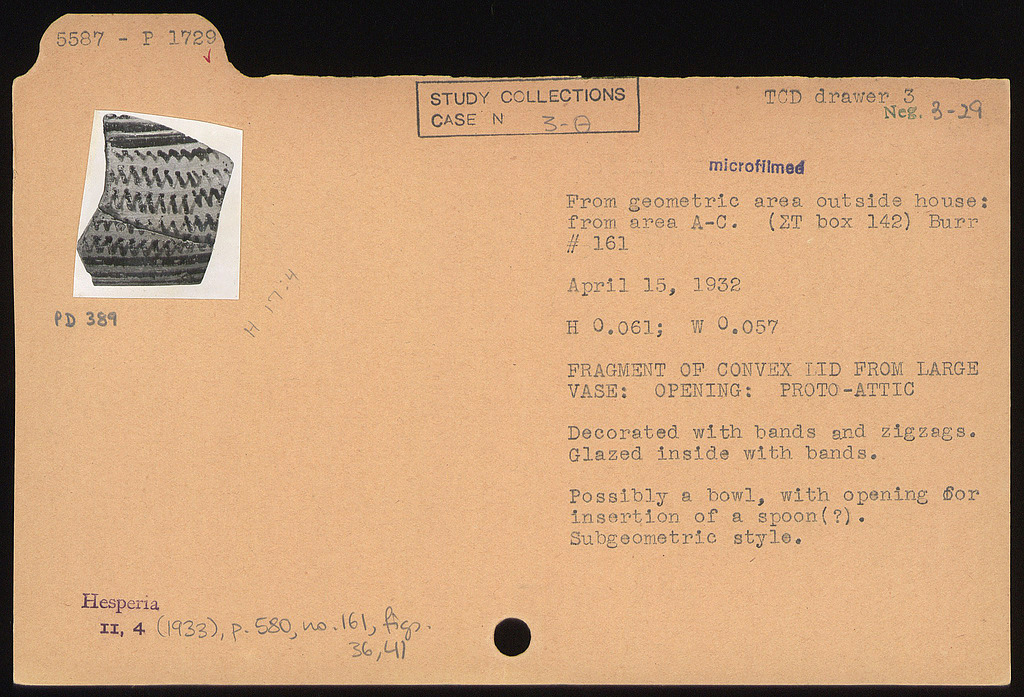 5587 - P 1729
STUDY COLLECTIONS
CASE N 3-Θ
TCD drawer 3
Neg. 3-29
microfilmed
From geometric area outside house:
from area A-C. (ΣT box 142) Burr
# 161
April 15, 1932
H 0.061; W 0.057
FRAGMENT OF CONVEX LID FROM LARGE
VASE: OPENING: PROTO-ATTIC
Decorated with bands and zigzags.
Glazed inside with bands.
Possibly a bowl, with opening for
insertion of a spoon(?).
Subgeometric style.
PD 389
H 17:4
Hesperia
II, 4 (1933), p. 580, no. 161, figs.
36, 41